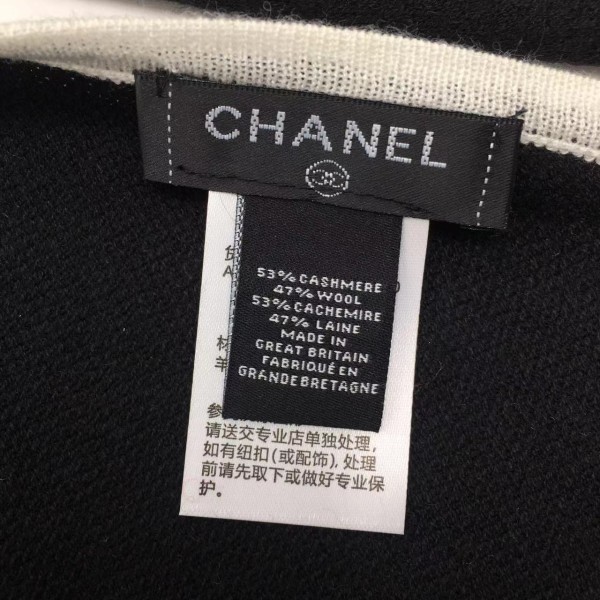 CHANEL
53% CASHMERE
47% WOOL
53% CACHEMIRE
47% LAINE
MADE IN
GREAT BRITAIN
FABRIQUÉ EN
GRANDE BRETAGNE
请送交专业店单独处理,
如有纽扣(或配饰),处理
前请先取下或做好专业保
护。